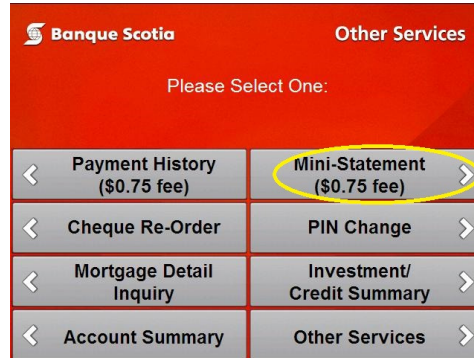 Banque Scotia
Other Services
Please Select One:
Payment History
($0.75 fee)
Mini-Statement
($0.75 fee)
Cheque Re-Order
PIN Change
Mortgage Detail
Inquiry
Investment/
Credit Summary
Account Summary
Other Services